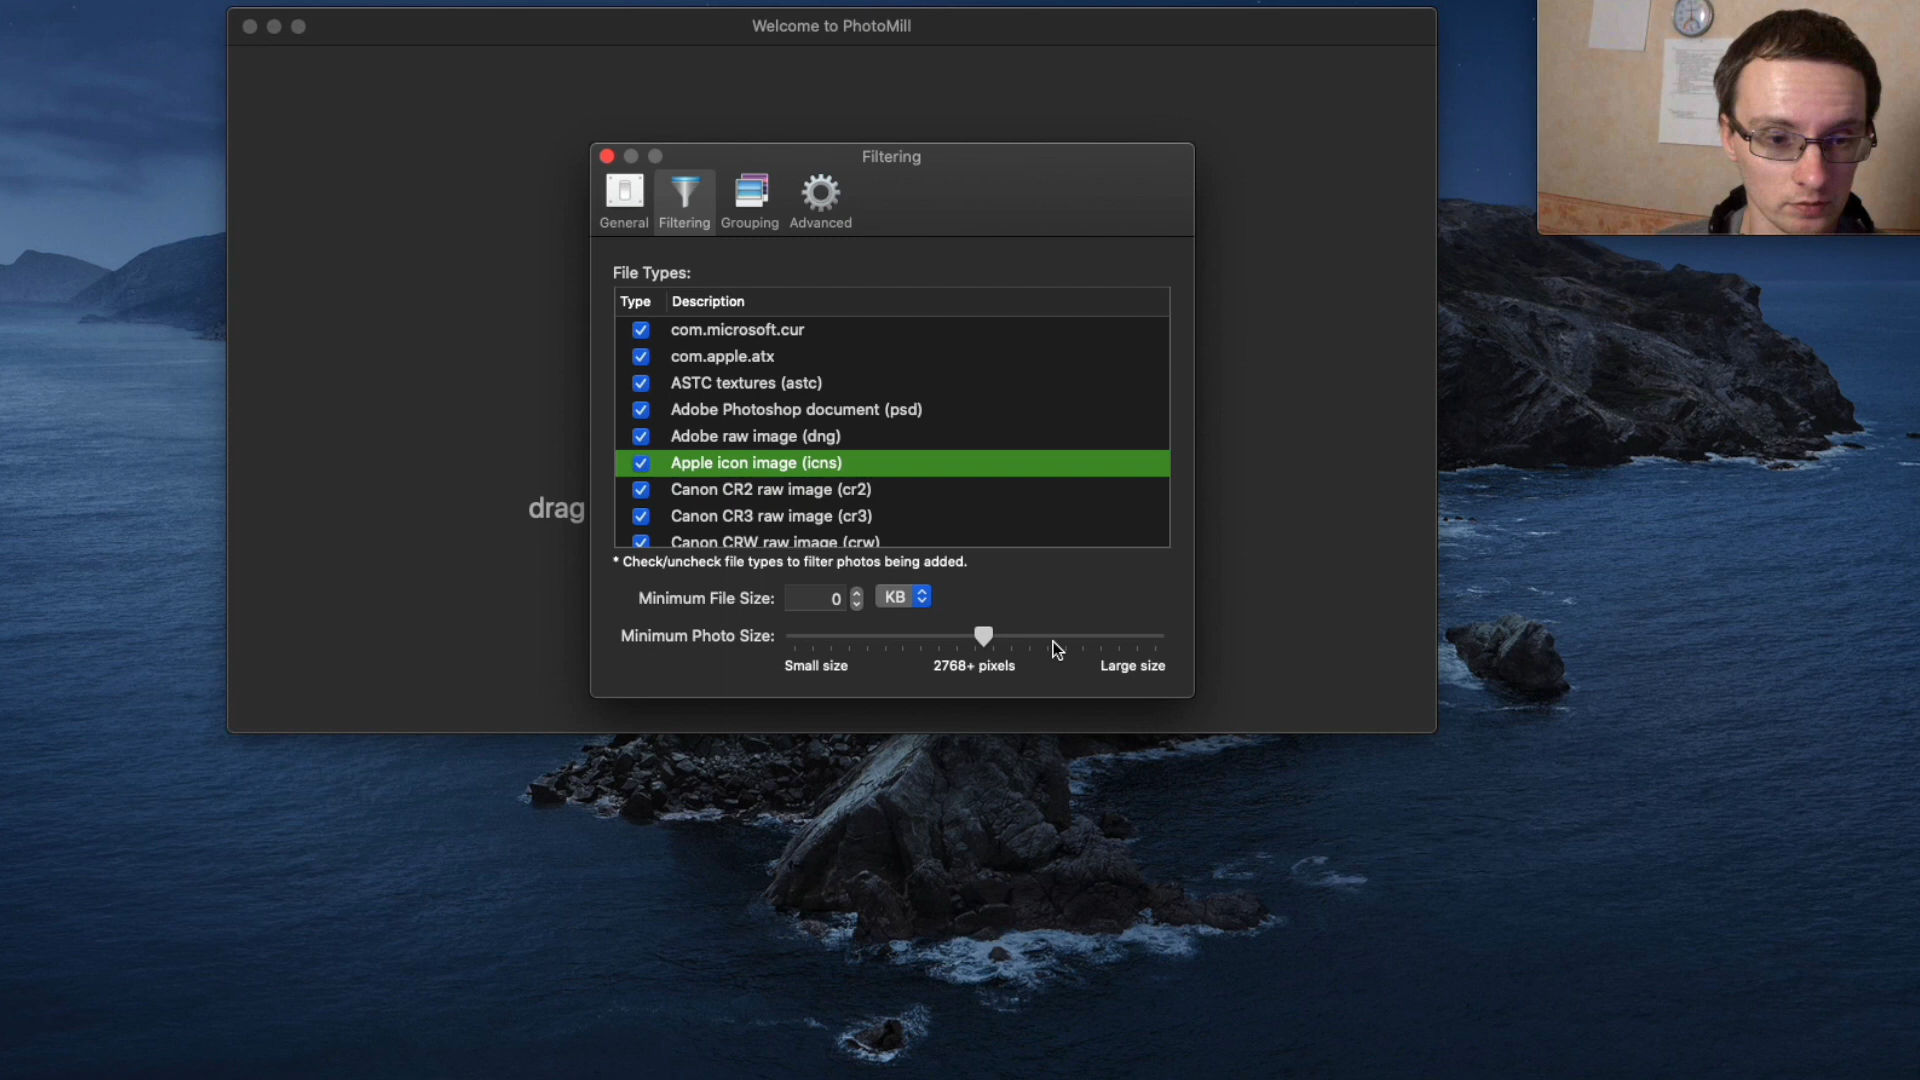 Welcome to PhotoMill
Filtering
General
Filtering
Grouping
Advanced
File Types:
Type
Description
com.microsoft.cur
com.apple.atx
ASTC textures (astc)
Adobe Photoshop document (psd)
Adobe raw image (dng)
Apple icon image (icns)
Canon CR2 raw image (cr2)
drag
Canon CR3 raw image (cr3)
Canon CRW raw image (crw)
* Check/uncheck file types to filter photos being added.
Minimum File Size: 0 KB
Minimum Photo Size:
Small size
2768+ pixels
Large size